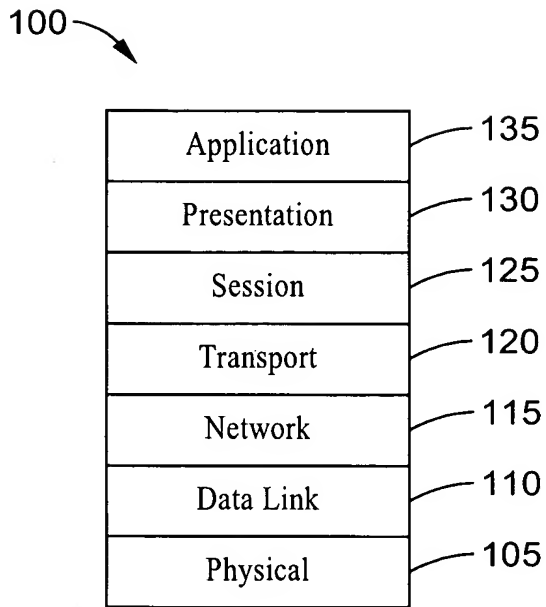 100
Application 135
Presentation 130
Session 125
Transport 120
Network 115
Data Link 110
Physical 105